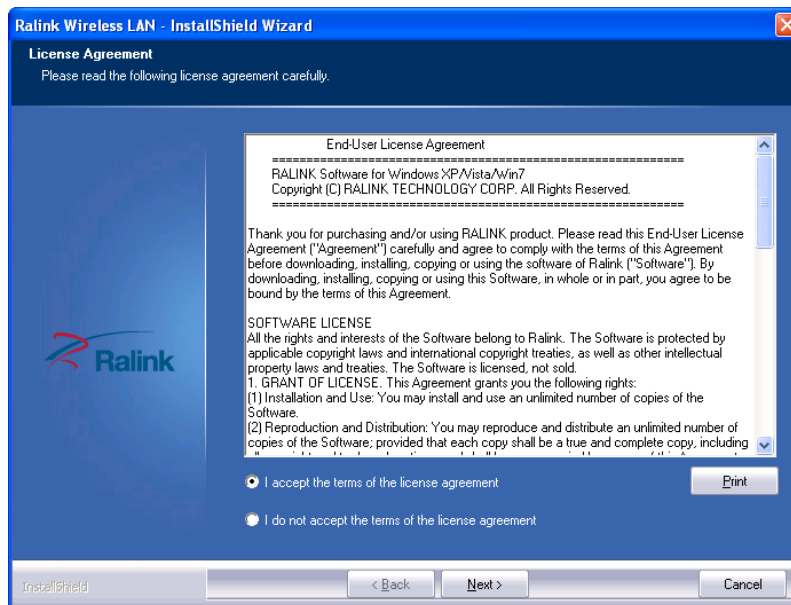 Ralink Wireless LAN - InstallShield Wizard
License Agreement
Please read the following license agreement carefully.
End-User License Agreement
===============================================================
RALINK Software for Windows XP/Vista/Win7
Copyright (C) RALINK TECHNOLOGY CORP. All Rights Reserved.
===============================================================
Thank you for purchasing and/or using RALINK product. Please read this End-User License
Agreement ("Agreement") carefully and agree to comply with the terms of this Agreement
before downloading, installing, copying or using the software of Ralink ("Software"). By
downloading, installing, copying or using this Software, in whole or in part, you agree to be
bound by the terms of this Agreement.
SOFTWARE LICENSE
All the rights and interests of the Software belong to Ralink. The Software is protected by
applicable copyright laws and international copyright treaties, as well as other intellectual
property laws and treaties. The Software is licensed, not sold.
1. GRANT OF LICENSE. This Agreement grants you the following rights:
(1) Installation and Use: You may install and use an unlimited number of copies of the
Software.
(2) Reproduction and Distribution: You may reproduce and distribute an unlimited number of
copies of the Software; provided that each copy shall be a true and complete copy, including
Ralink
I accept the terms of the license agreement
Print
I do not accept the terms of the license agreement
InstallShield
< Back
Next >
Cancel